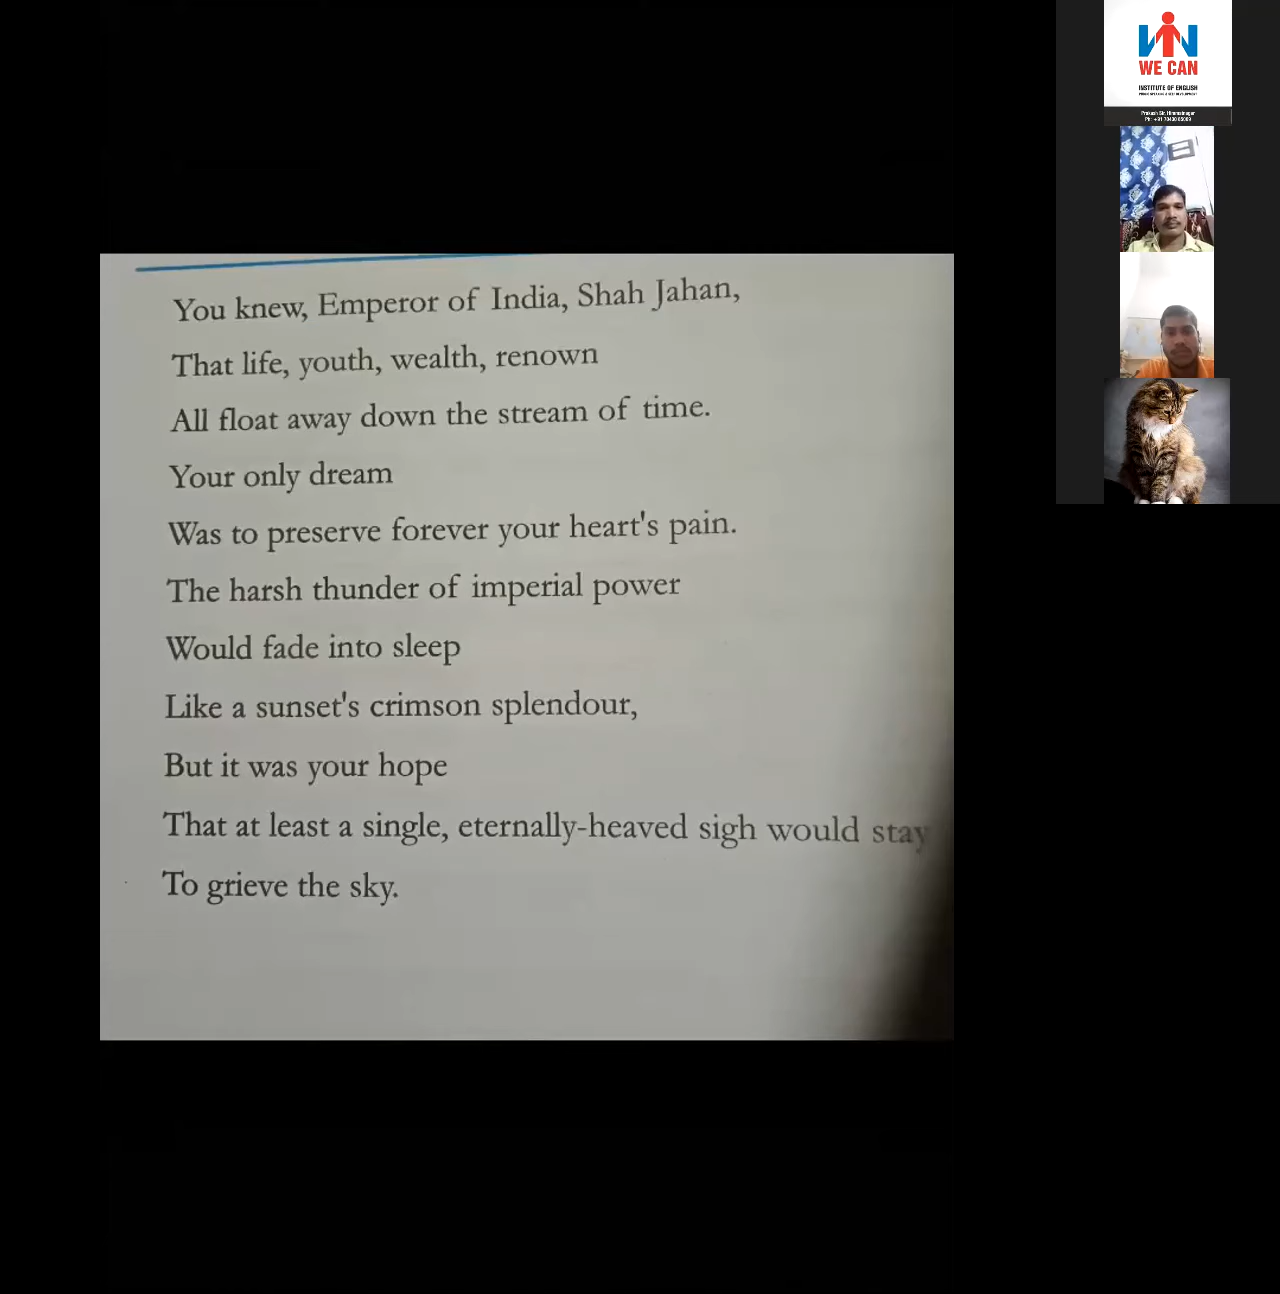 You knew, Emperor of India, Shah Jahan,
That life, youth, wealth, renown
All float away down the stream of time.
Your only dream
Was to preserve forever your heart's pain.
The harsh thunder of imperial power
Would fade into sleep
Like a sunset's crimson splendour,
But it was your hope
That at least a single, eternally-heaved sigh would stay
To grieve the sky.
WE CAN
INSTITUTE OF ENGLISH
Prakash Sir, Himmatnagar